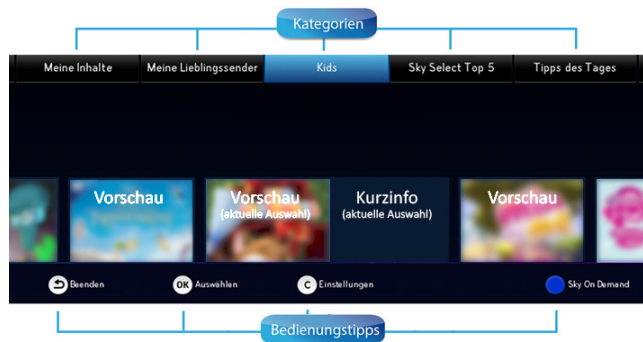 Kategorien
Meine Inhalte
Meine Lieblingssender
Kids
Sky Select Top 5
Tipps des Tages
Vorschau
Vorschau
(aktuelle Auswahl)
Kurzinfo
(aktuelle Auswahl)
Vorschau
Beenden
OK Auswählen
C Einstellungen
Sky On Demand
Bedienungstipps